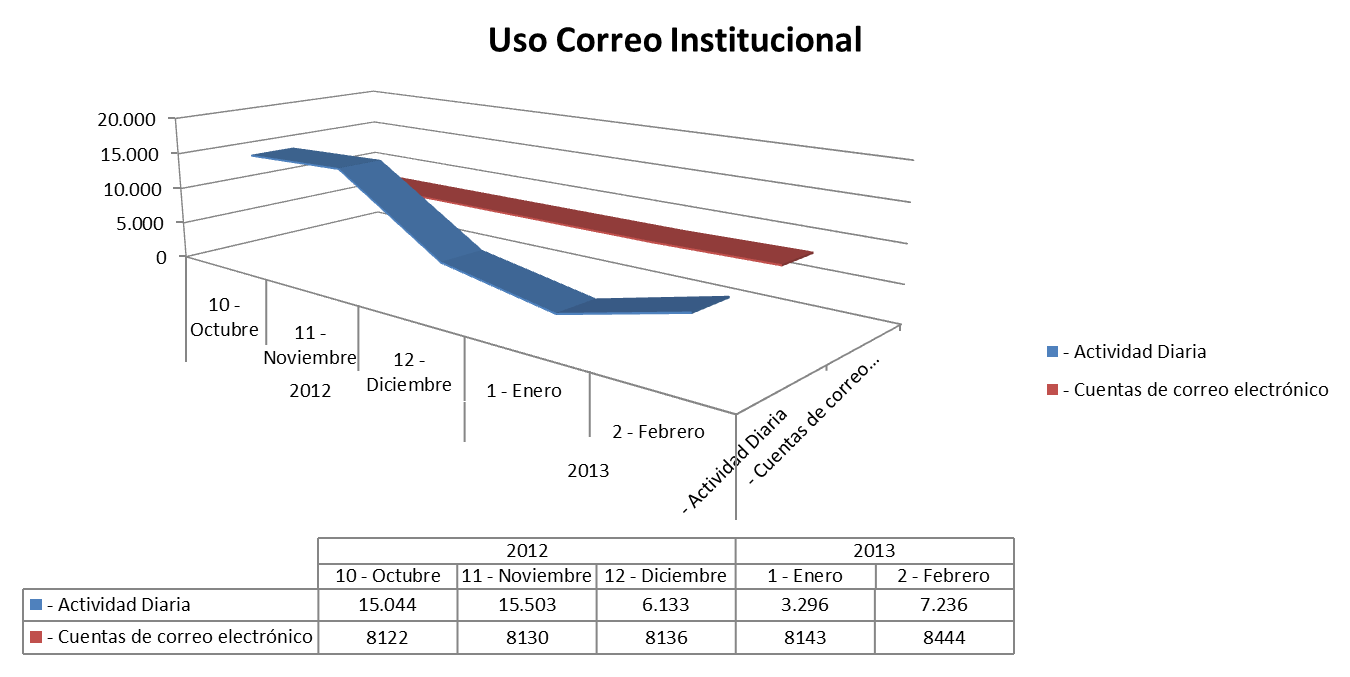 Uso Correo Institucional
20.000
15.000
10.000
5.000
0
10 -
Octubre
11 -
Noviembre
12 -
Diciembre
1 - Enero
2 - Febrero
2012
2013
- Actividad Diaria
- Cuentas de correo...
- Actividad Diaria
- Cuentas de correo electrónico
2012 2013
10 - Octubre 11 - Noviembre 12 - Diciembre 1 - Enero 2 - Febrero
- Actividad Diaria 15.044 15.503 6.133 3.296 7.236
- Cuentas de correo electrónico 8122 8130 8136 8143 8444